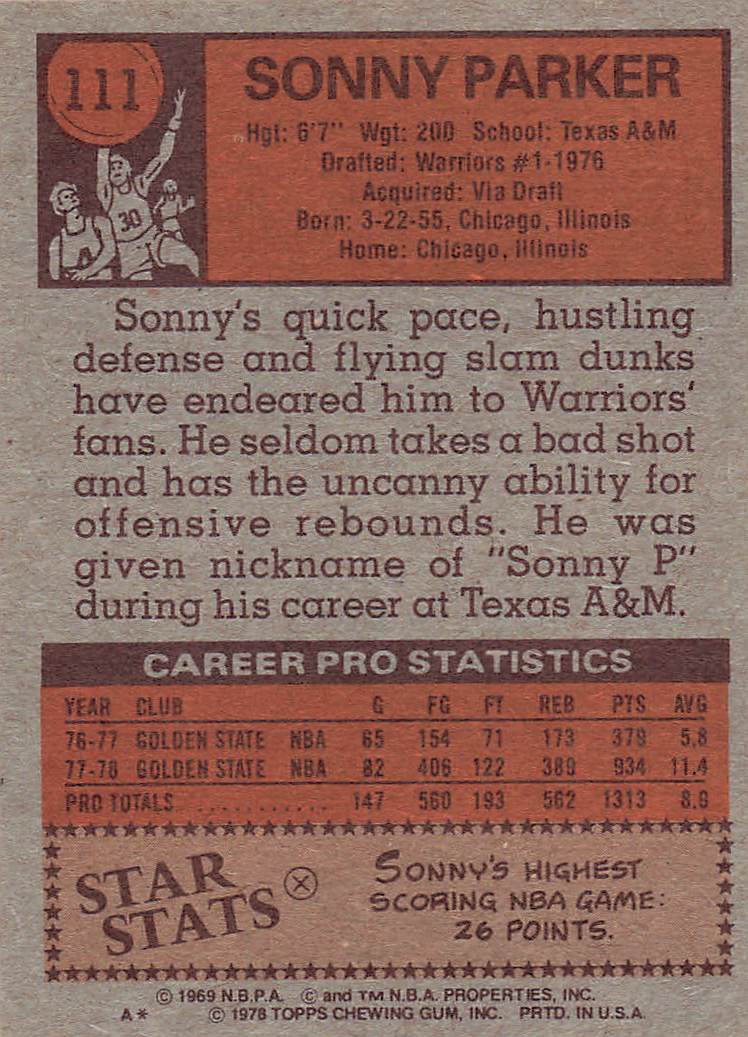 111
30
SONNY PARKER
Hgt: 6'7" Wgt: 200 School: Texas A&M
Drafted: Warriors #1-1976
Acquired: Via Draft
Born: 3-22-55, Chicago, Illinois
Home: Chicago, Illinois
Sonny's quick pace, hustling
defense and flying slam dunks
have endeared him to Warriors'
fans. He seldom takes a bad shot
and has the uncanny ability for
offensive rebounds. He was
given nickname of "Sonny P"
during his career at Texas A&M.
CAREER PRO STATISTICS
YEAR CLUB G FG FT REB PTS AVG
76-77 GOLDEN STATE NBA 65 154 71 173 379 5.8
77-78 GOLDEN STATE NBA 82 406 122 389 934 11.4
PRO TOTALS ........... 147 560 193 562 1313 8.9
STAR
STATS
SONNY'S HIGHEST
SCORING NBA GAME:
26 POINTS.
© 1969 N.B.P.A. © and TM N.B.A. PROPERTIES, INC.
A* © 1978 TOPPS CHEWING GUM, INC. PRTD. IN U.S.A.